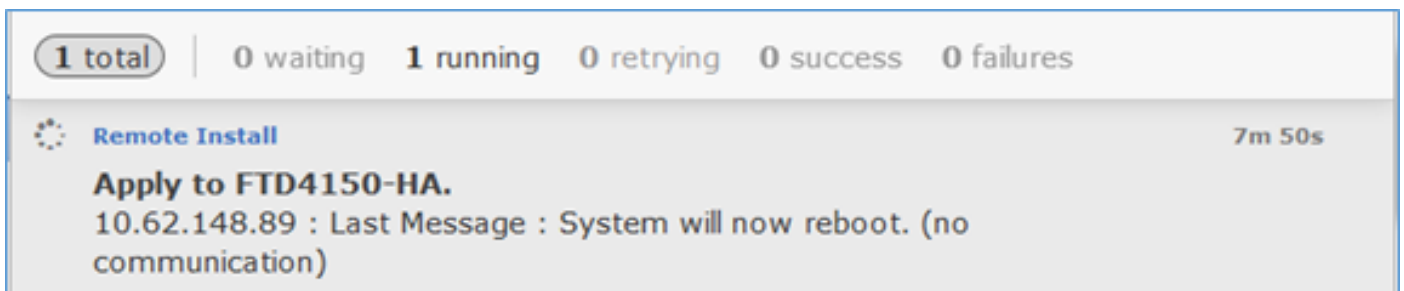 1 total 0 waiting 1 running 0 retrying 0 success 0 failures
Remote Install 7m 50s
Apply to FTD4150-HA.
10.62.148.89 : Last Message : System will now reboot. (no
communication)